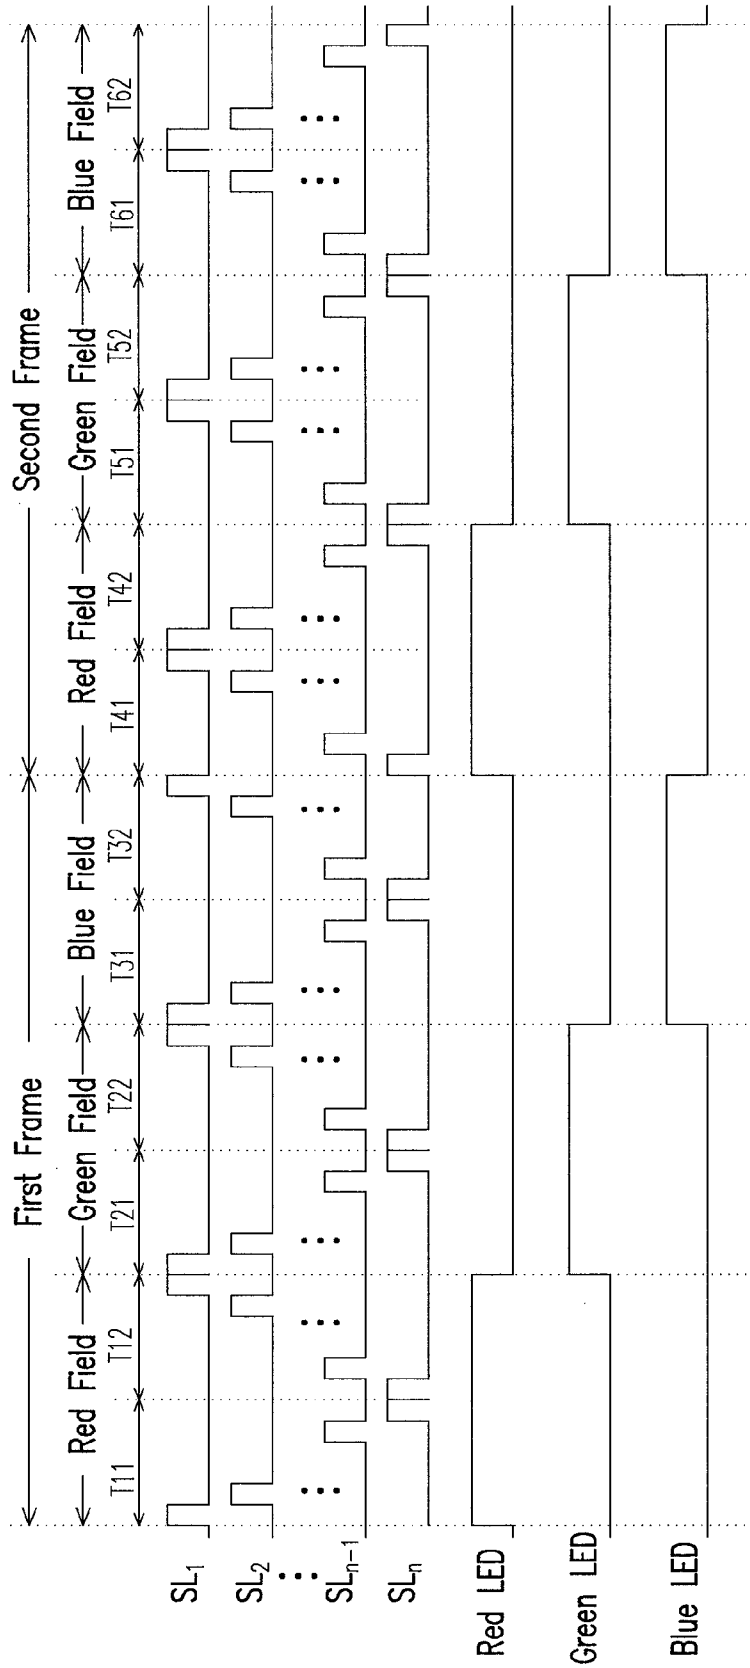 First Frame Second Frame
Red Field Green Field Blue Field Red Field Green Field Blue Field
T11 T12 T21 T22 T31 T32 T41 T42 T51 T52 T61 T62
SL1
SL2
SLn-1
SLn
Red LED
Green LED
Blue LED